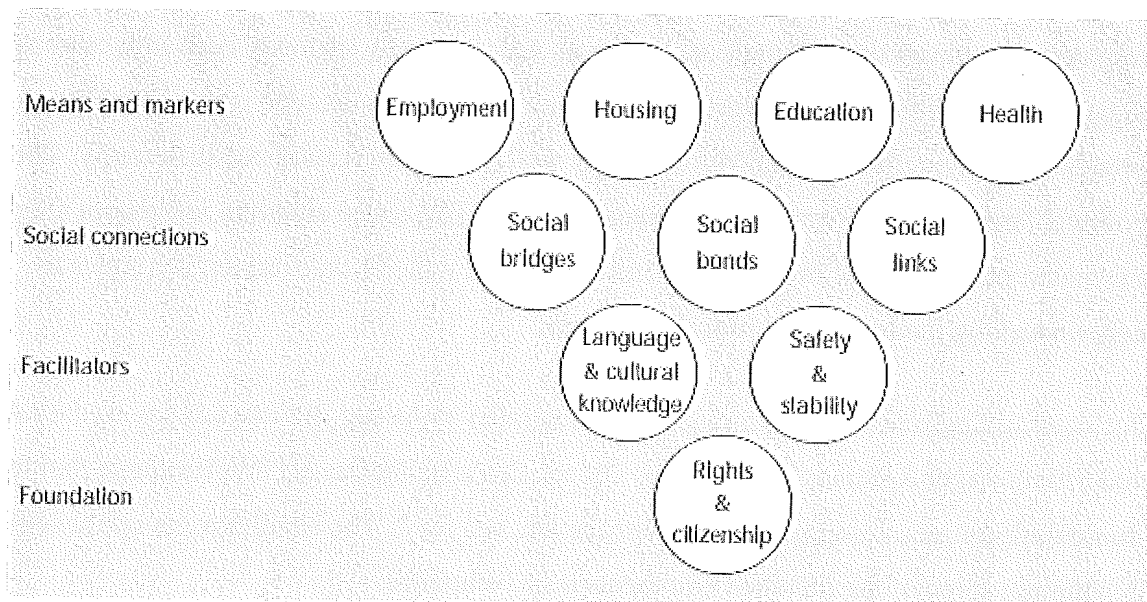 Means and markers
Employment
Housing
Education
Health
Social connections
Social
bridges
Social
bonds
Social
links
Facilitators
Language
& cultural
knowledge
Safety
&
stability
Foundation
Rights
&
citizenship